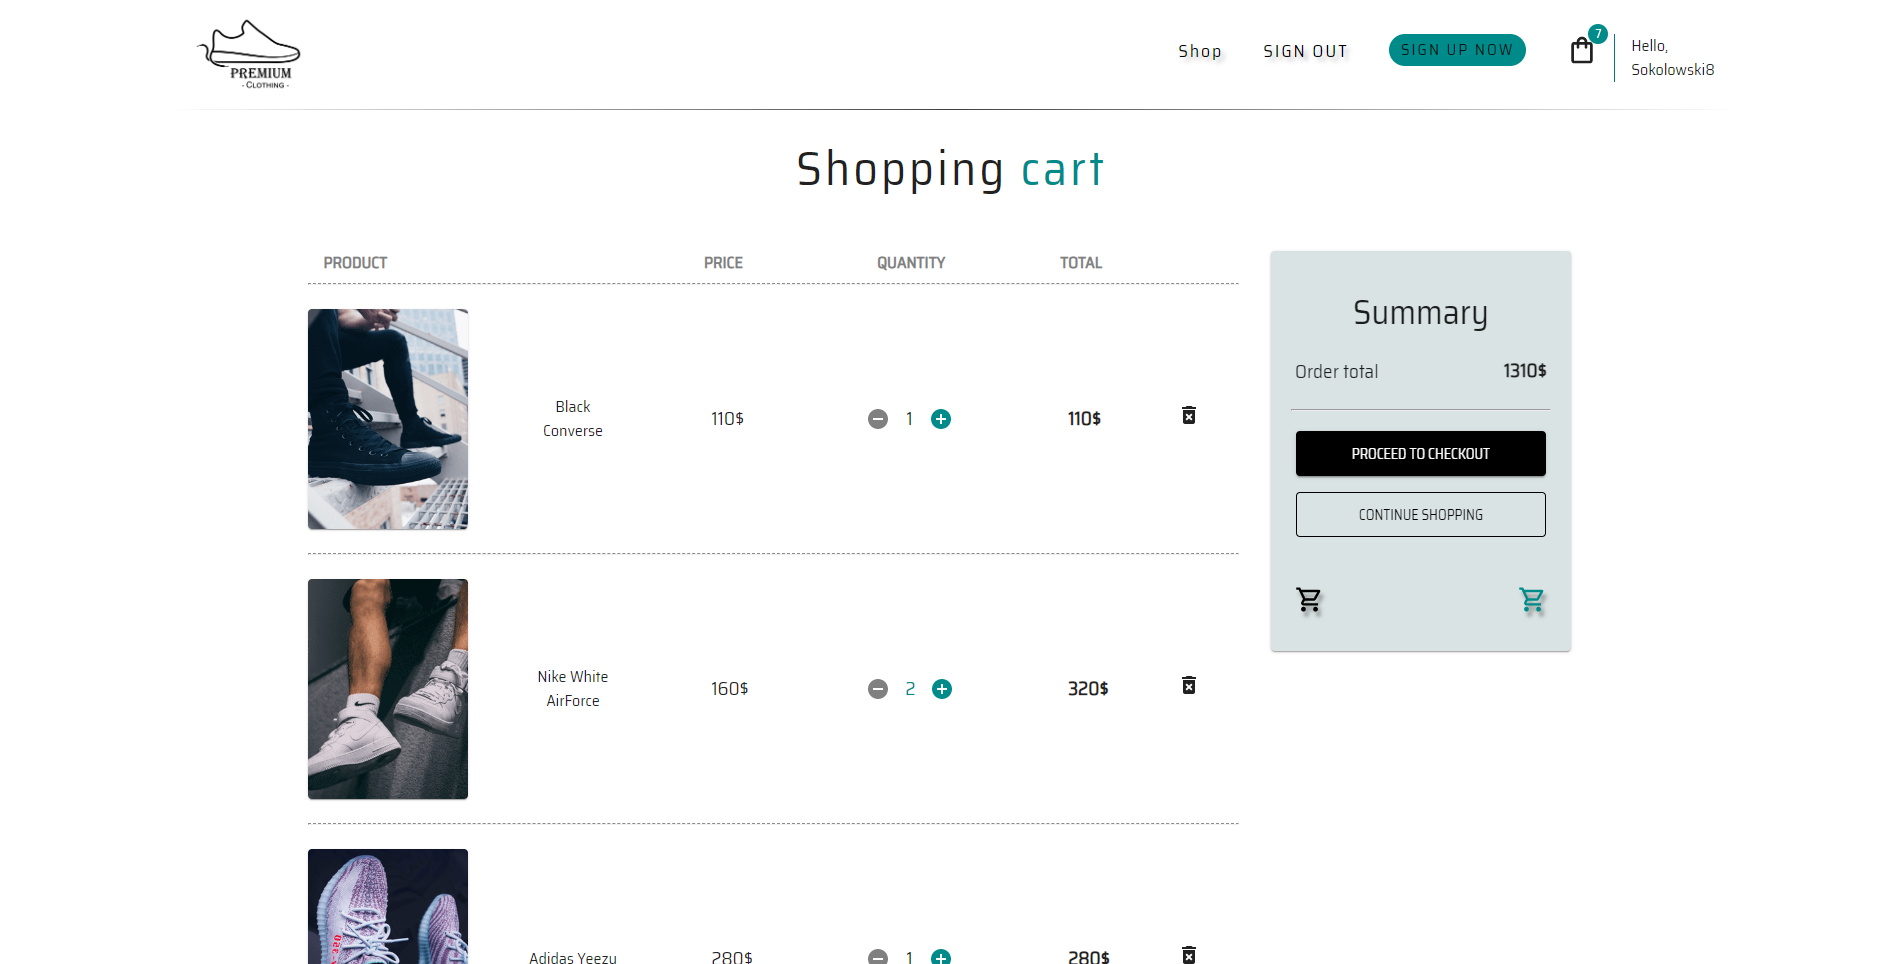 PREMIUM
- Clothing -
Shop
SIGN OUT
SIGN UP NOW
7
Hello,
Sokolowski8
Shopping cart
PRODUCT PRICE QUANTITY TOTAL
Black
Converse
110$
1
110$
Nike White
AirForce
160$
2
320$
Adidas Yeezu
280$
1
280$
Summary
Order total 1310$
PROCEED TO CHECKOUT
CONTINUE SHOPPING